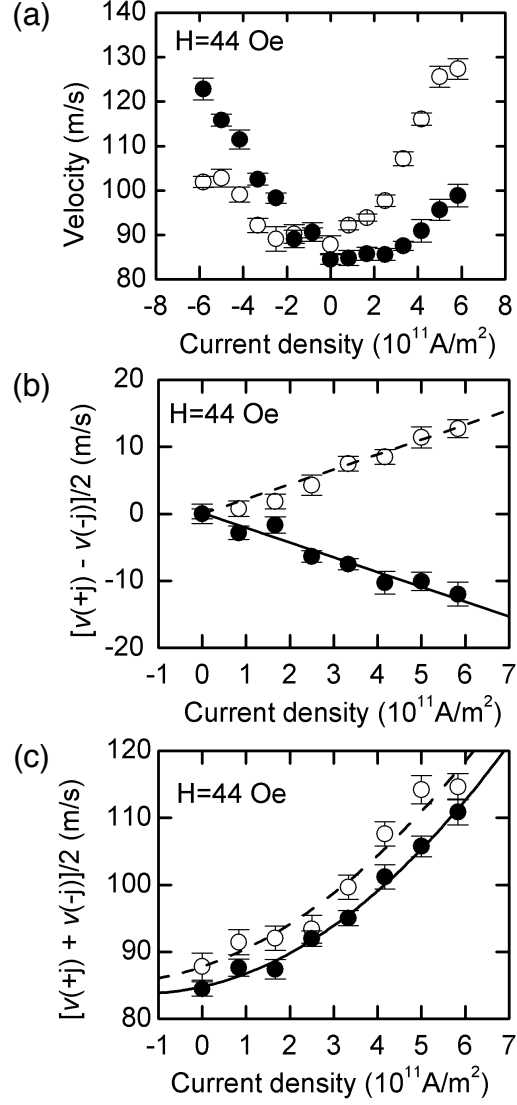 (a)
H=44 Oe
140
130
120
110
100
90
80
Velocity (m/s)
-8 -6 -4 -2 0 2 4 6 8
Current density (10¹¹A/m²)
(b)
H=44 Oe
20
10
0
-10
-20
[v(+j) - v(-j)]/2 (m/s)
-1 0 1 2 3 4 5 6 7
Current density (10¹¹A/m²)
(c)
H=44 Oe
120
110
100
90
80
[v(+j) + v(-j)]/2 (m/s)
-1 0 1 2 3 4 5 6 7
Current density (10¹¹A/m²)